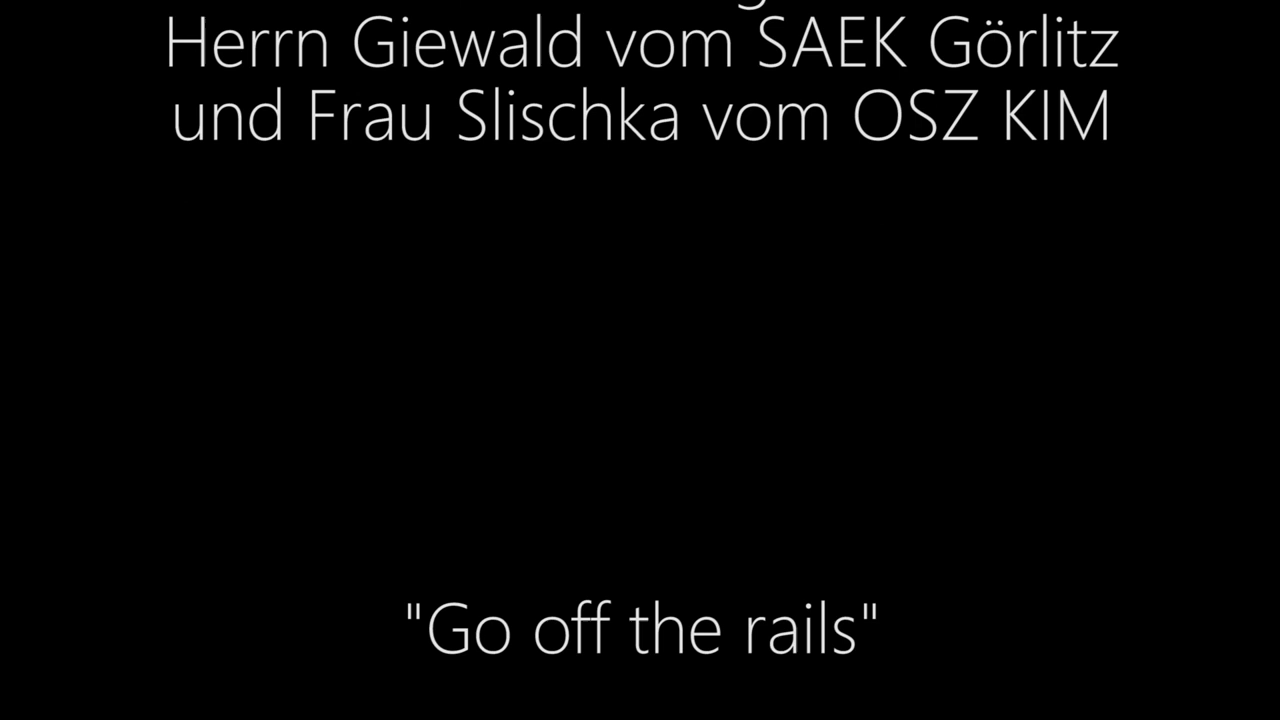 Herrn Giewald vom SAEK Görlitz
und Frau Slischka vom OSZ KIM
"Go off the rails"